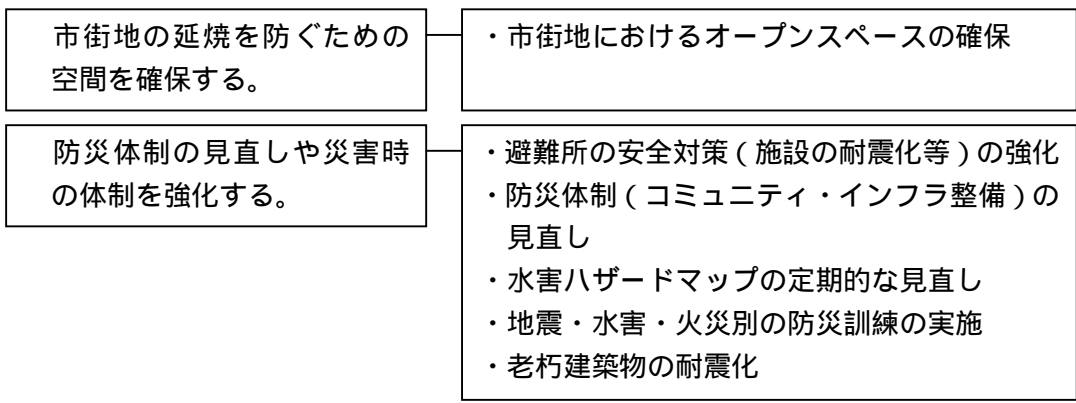 市街地の延焼を防ぐための
空間を確保する。
・市街地におけるオープンスペースの確保
防災体制の見直しや災害時
の体制を強化する。
・避難所の安全対策（施設の耐震化等）の強化
・防災体制（コミュニティ・インフラ整備）の
見直し
・水害ハザードマップの定期的な見直し
・地震・水害・火災別の防災訓練の実施
・老朽建築物の耐震化